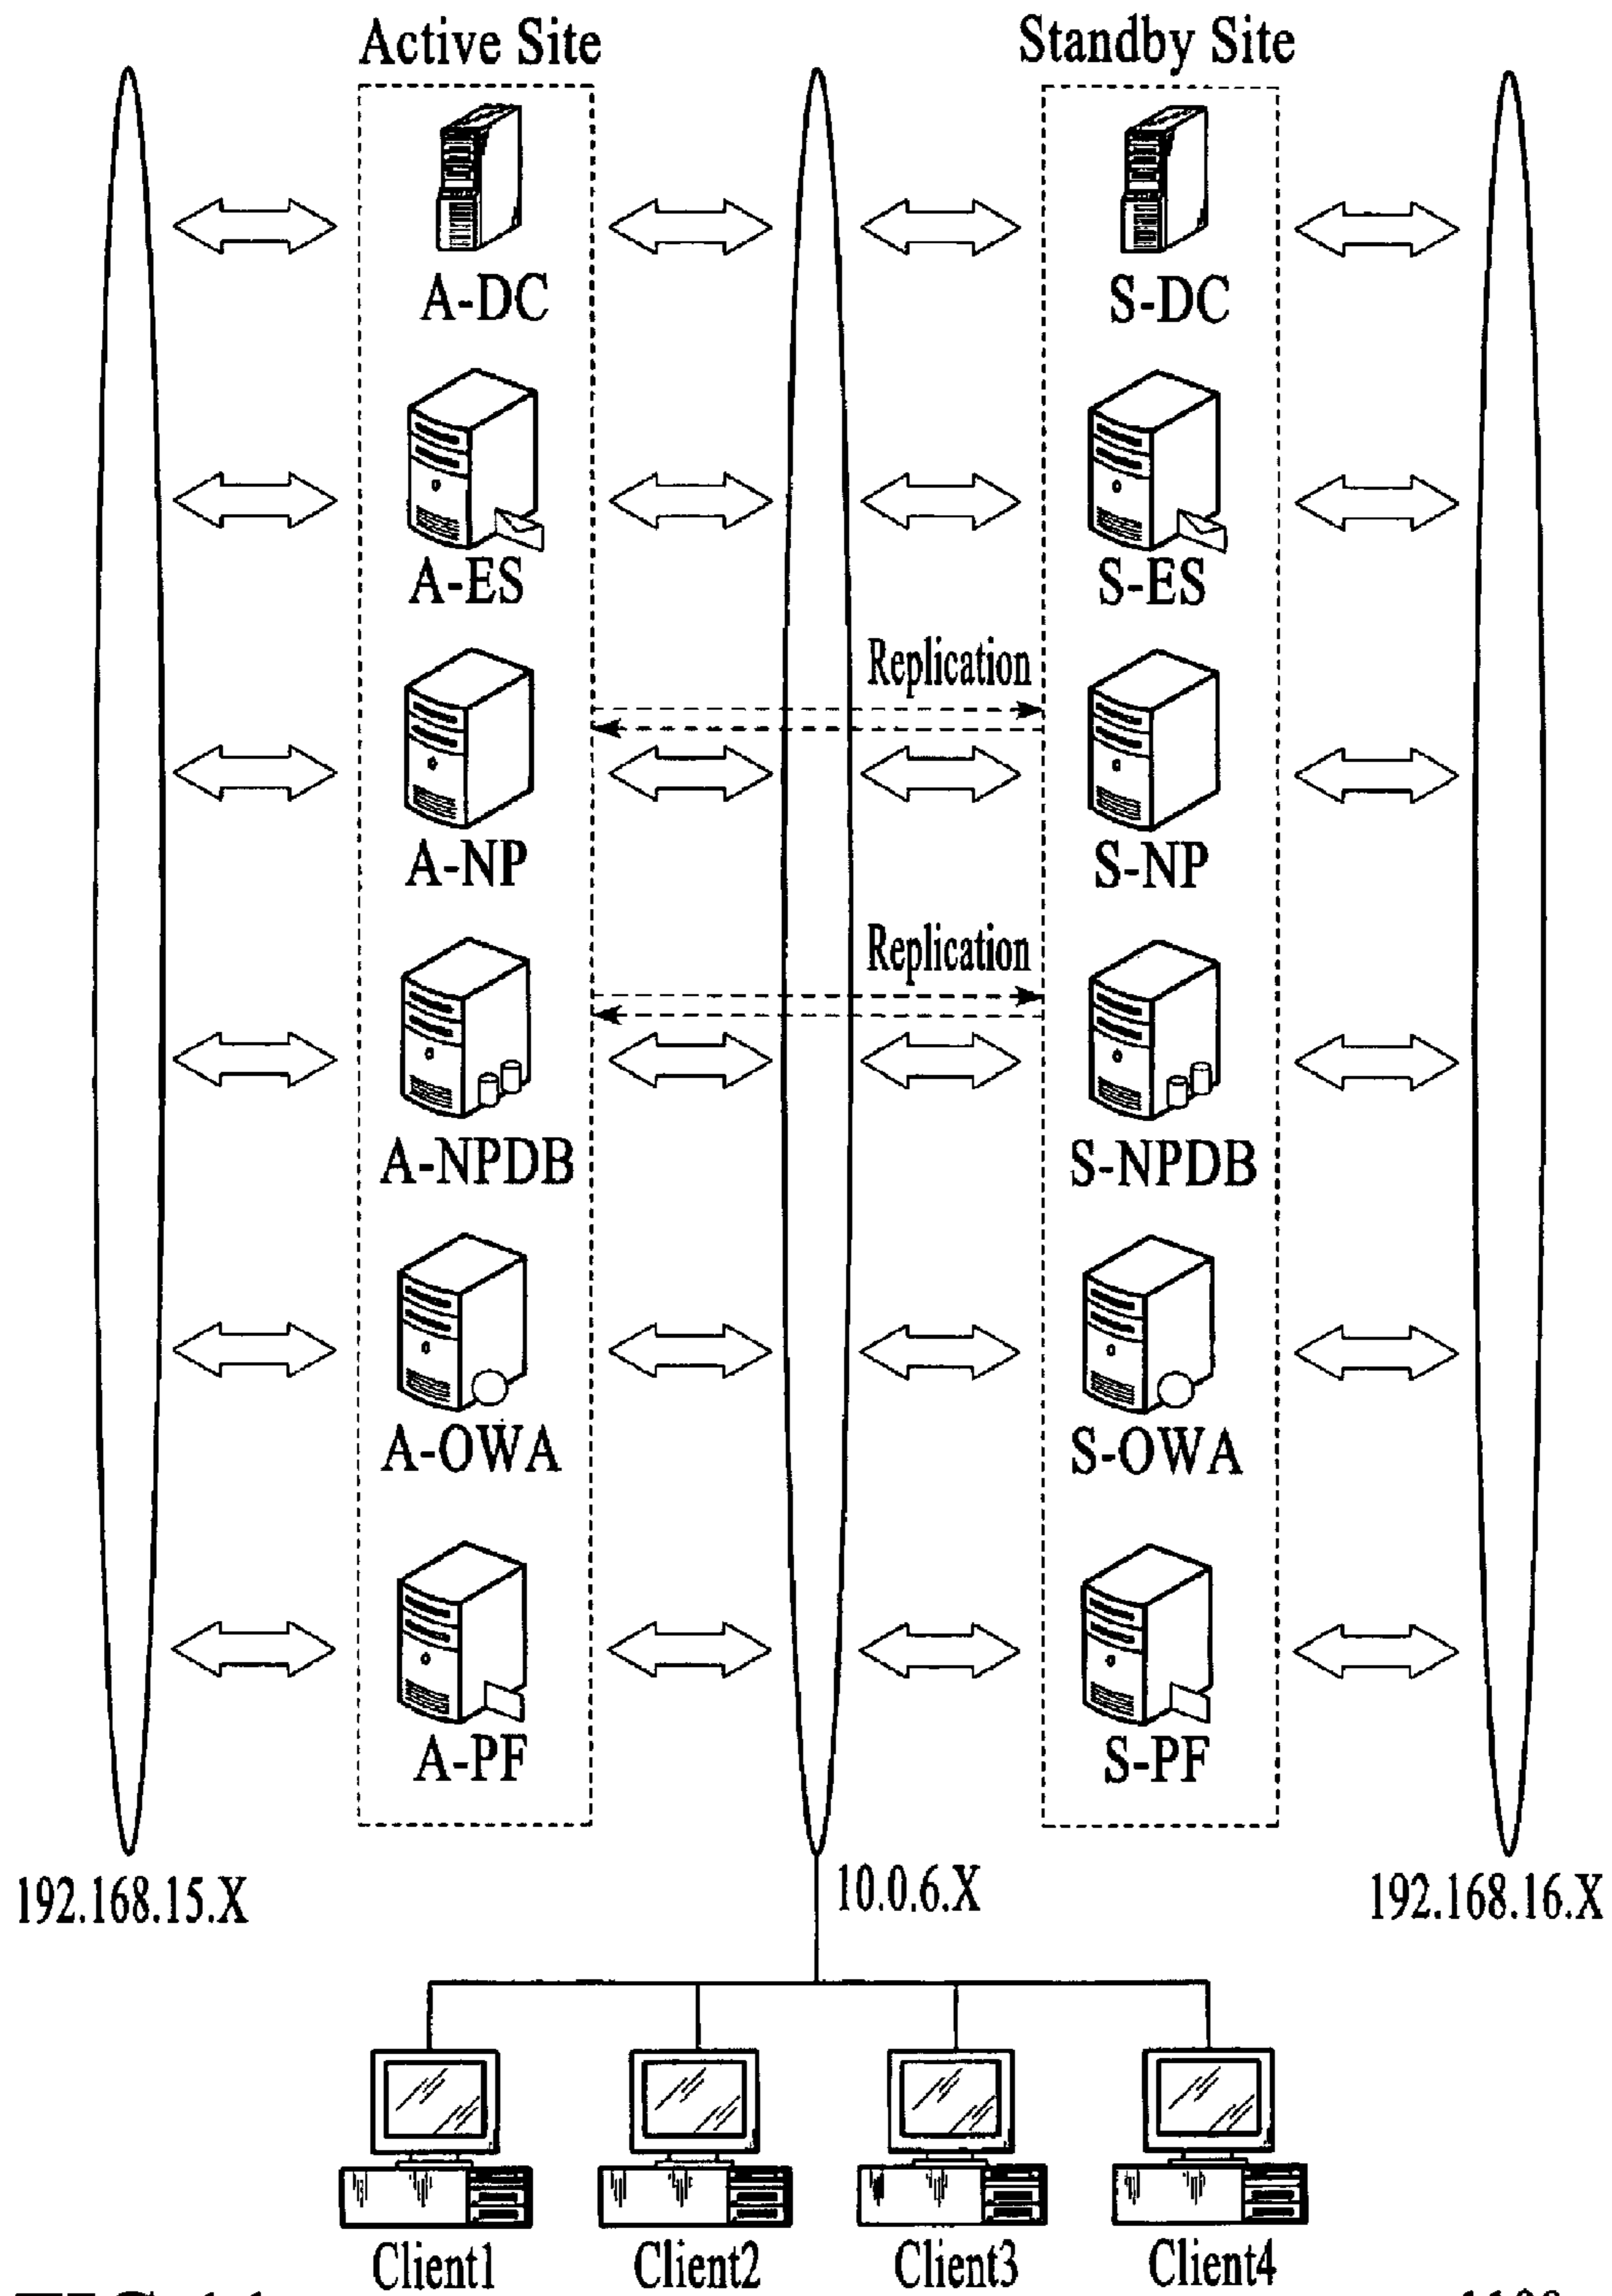 Active Site
Standby Site
A-DC
S-DC
A-ES
S-ES
Replication
A-NP
S-NP
Replication
A-NPDB
S-NPDB
A-OWA
S-OWA
A-PF
S-PF
192.168.15.X
10.0.6.X
192.168.16.X
Client1
Client2
Client3
Client4